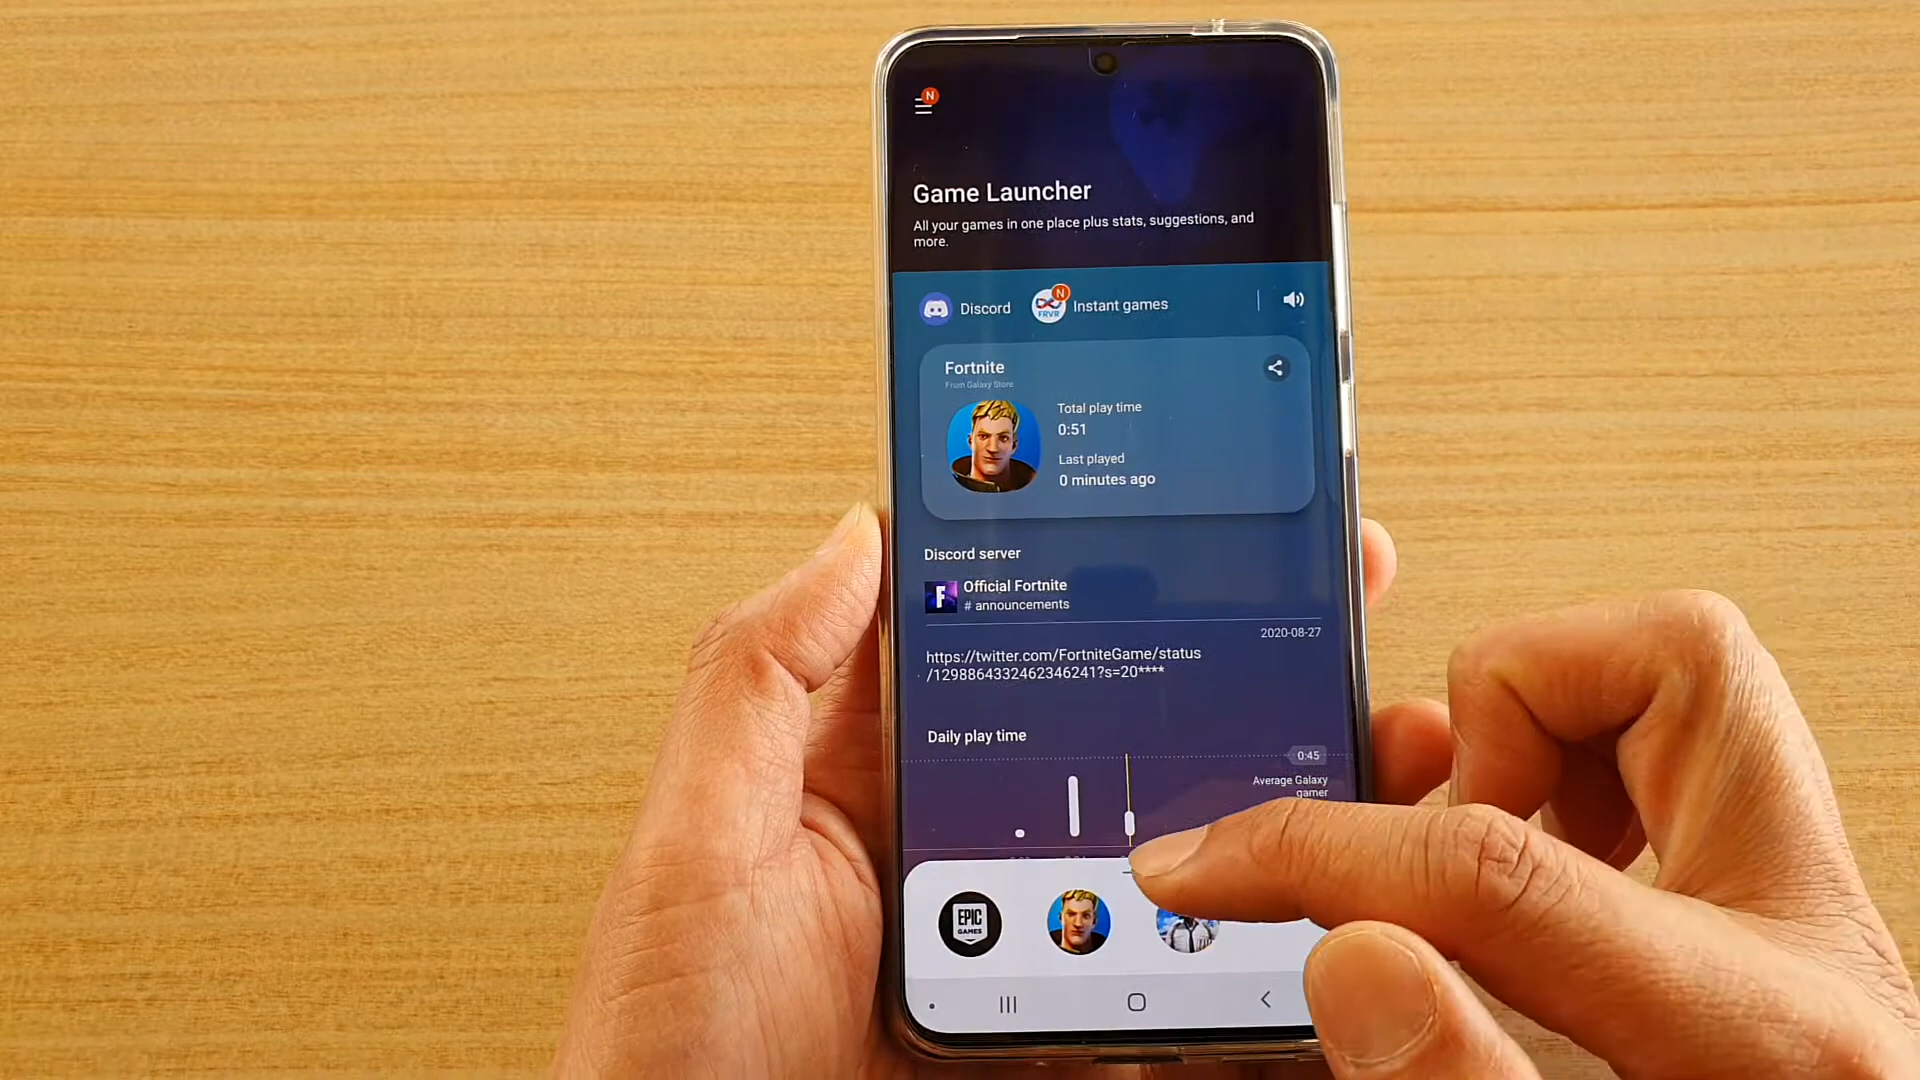 N
Game Launcher
All your games in one place plus stats, suggestions, and
more.
Discord
N
FRVR
Instant games
Fortnite
From Galaxy Store
Total play time
0:51
Last played
0 minutes ago
Discord server
F
Official Fortnite
# announcements
2020-08-27
https://twitter.com/FortniteGame/status
/1298864332462346241?s=20****
Daily play time
0:45
Average Galaxy
gamer
EPIC
GAMES